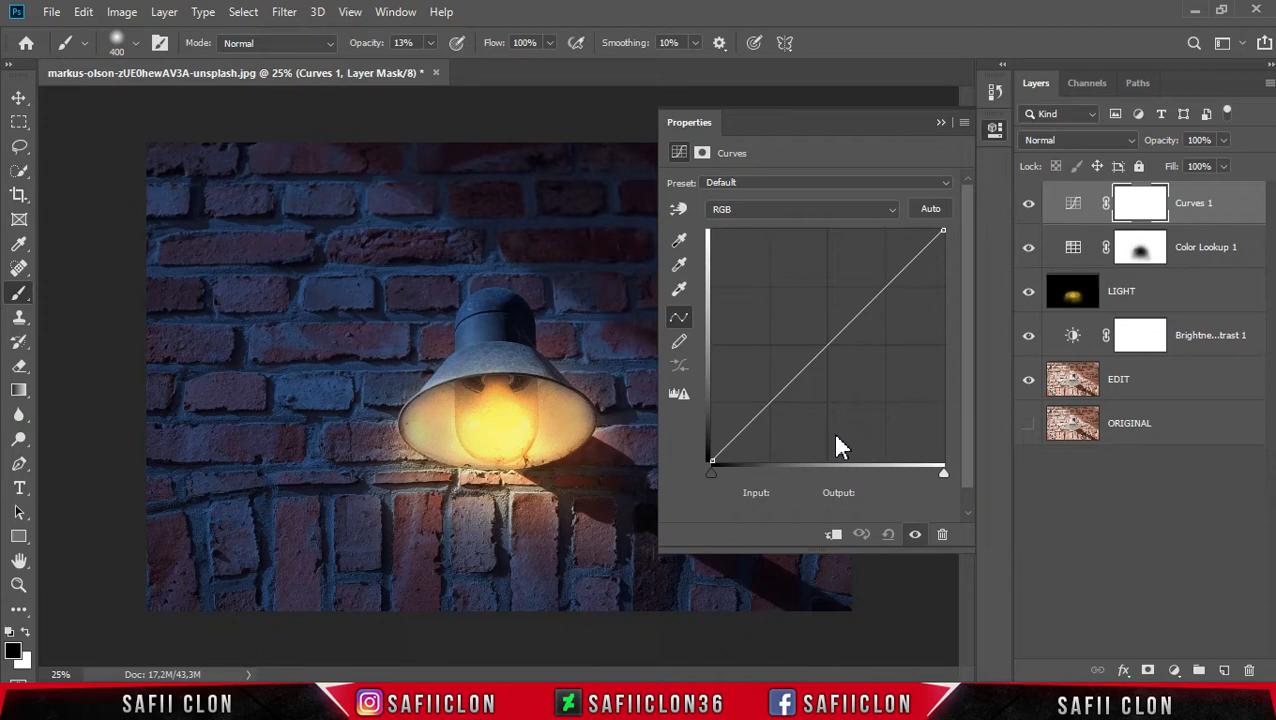 Ps File Edit Image Layer Type Select Filter 3D View Window Help
400 Mode: Normal Opacity: 13% Flow: 100% Smoothing: 10%
markus-olson-zUE0hewAV3A-unsplash.jpg @ 25% (Curves 1, Layer Mask/8) *
Properties
Curves
Preset: Default
RGB Auto
Input: Output:
Layers Channels Paths
Kind
Normal Opacity: 100%
Lock: Fill: 100%
Curves 1
Color Lookup 1
LIGHT
Brightne...trast 1
EDIT
ORIGINAL
25% Doc: 17,2M/43,3M
SAFII CLON SAFIICLON SAFIICLON36 SAFIICLON SAFII CLON